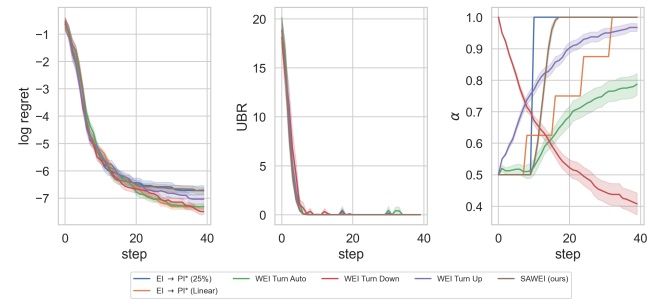 −1
−2
−3
−4
−5
−6
−7
log regret
0 20 40
step
20
15
10
5
0
UBR
0 20 40
step
1.0
0.9
0.8
0.7
0.6
0.5
0.4
α
0 20 40
step
EI → PI* (25%)
EI → PI* (Linear)
WEI Turn Auto
WEI Turn Down
WEI Turn Up
SAWEI (ours)